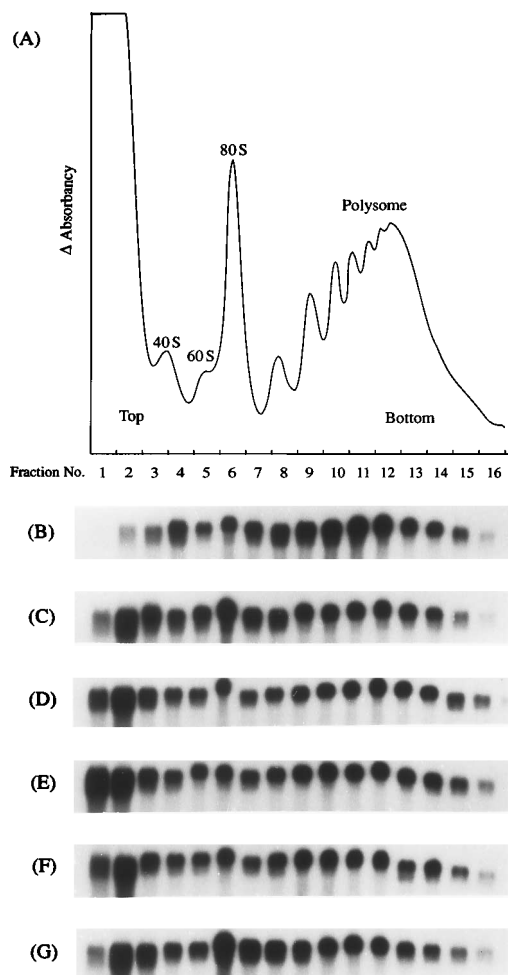 (A)
Δ Absorbancy
40 S
60 S
80 S
Polysome
Top
Bottom
Fraction No. 1 2 3 4 5 6 7 8 9 10 11 12 13 14 15 16
(B)
(C)
(D)
(E)
(F)
(G)